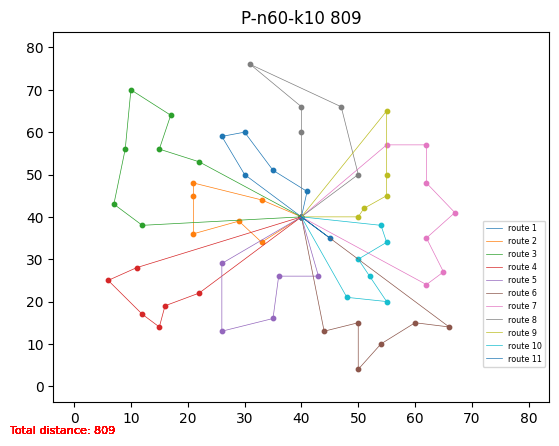 P-n60-k10 809
80
70
60
50
40
30
20
10
0
0 10 20 30 40 50 60 70 80
route 1
route 2
route 3
route 4
route 5
route 6
route 7
route 8
route 9
route 10
route 11
Total distance: 809